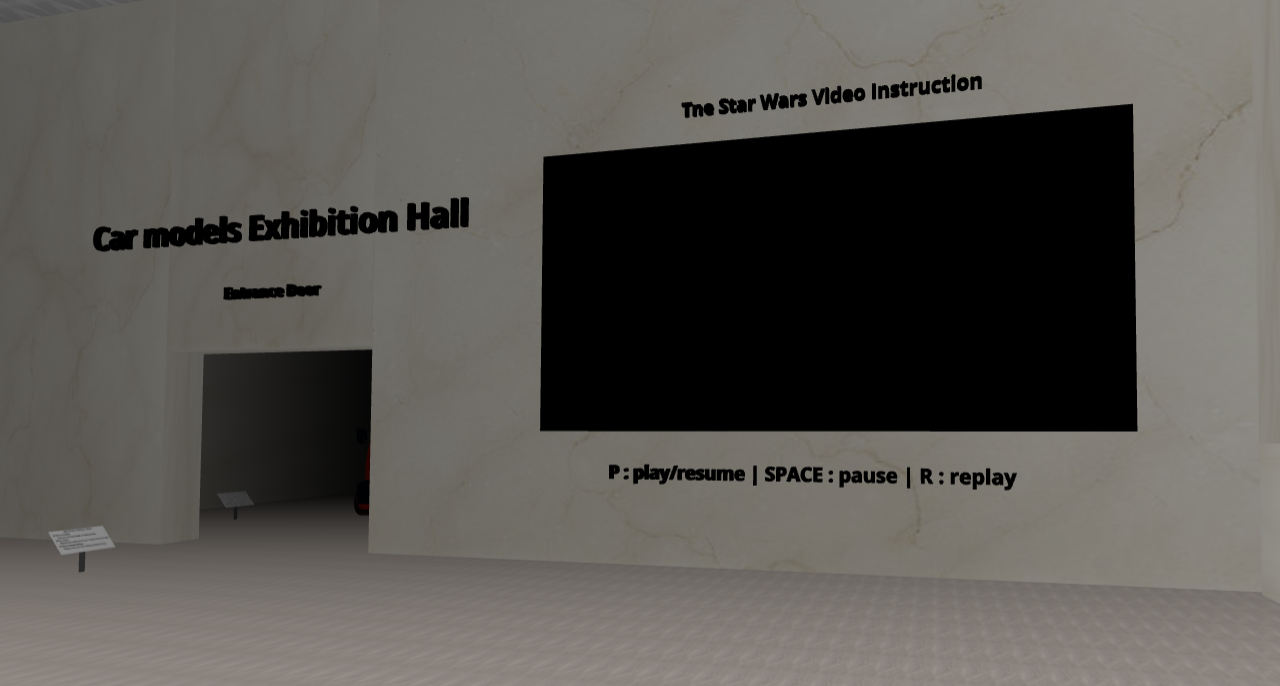 Tne Star Wars Video Instruction
Car models Exhibition Hall
Entrance Door
P : play/resume | SPACE : pause | R : replay